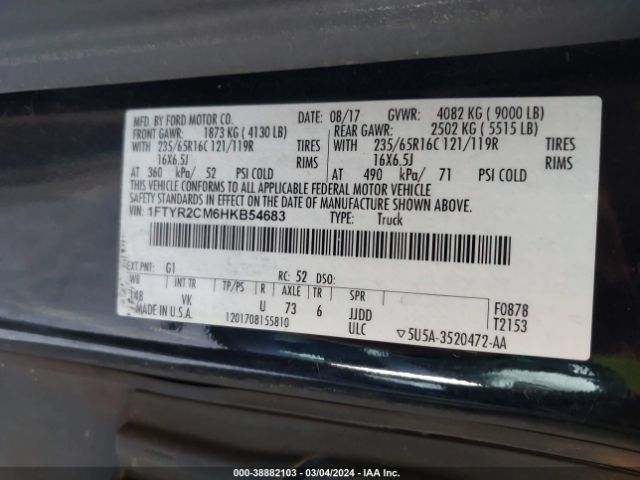 MFD. BY FORD MOTOR CO. DATE: 08/17 GVWR: 4082 KG ( 9000 LB)
FRONT GAWR: 1873 KG ( 4130 LB) REAR GAWR: 2502 KG ( 5515 LB)
WITH 235/65R16C 121/119R TIRES WITH 235/65R16C 121/119R TIRES
16X6.5J RIMS 16X6.5J RIMS
AT 360 kPa/ 52 PSI COLD AT 490 kPa/ 71 PSI COLD
THIS VEHICLE CONFORMS TO ALL APPLICABLE FEDERAL MOTOR VEHICLE
SAFETY STANDARDS IN EFFECT ON THE DATE OF MANUFACTURE SHOWN ABOVE.
VIN: 1FTYR2CM6HKB54683 TYPE: Truck
EXT PNT: G1 RC: 52 DSO:
WB INT TR TP/PS R AXLE TR SPR
148 VK U 73 6 JJDD F0878
MADE IN U.S.A. 1201708155810 ULC T2153
▽5U5A-3520472-AA
000-38882103 - 03/04/2024 - IAA Inc.